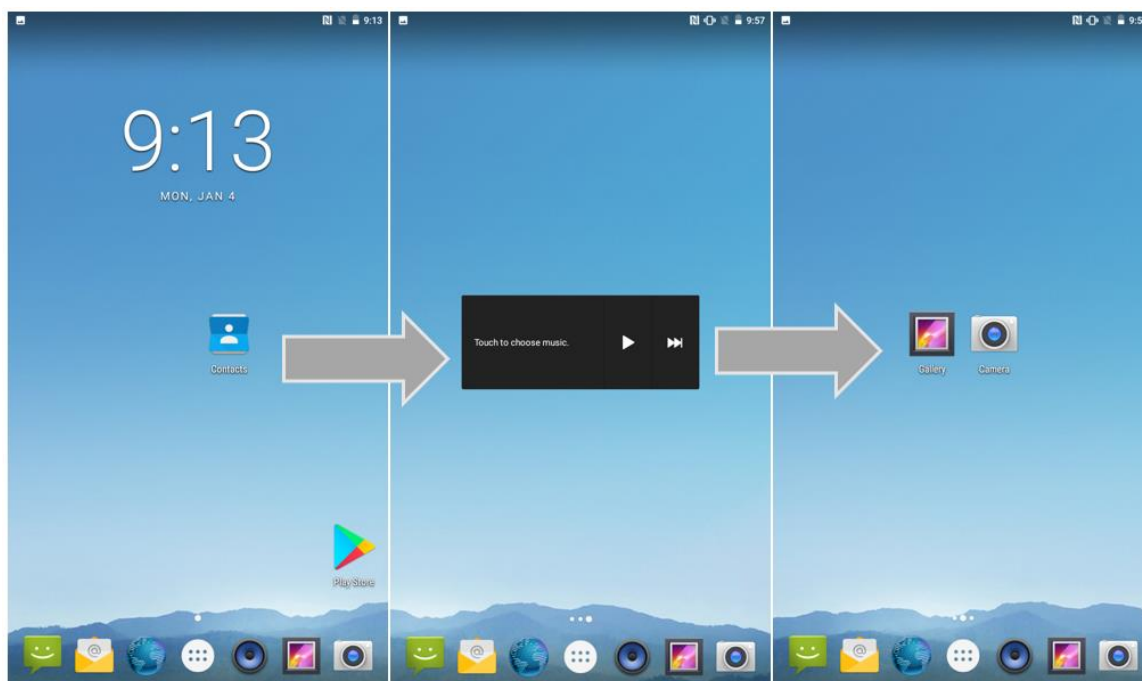 9:13
9:13
MON, JAN 4
Contacts
Play Store
@
9:57
Touch to choose music.
@
Gallery
Camera
@